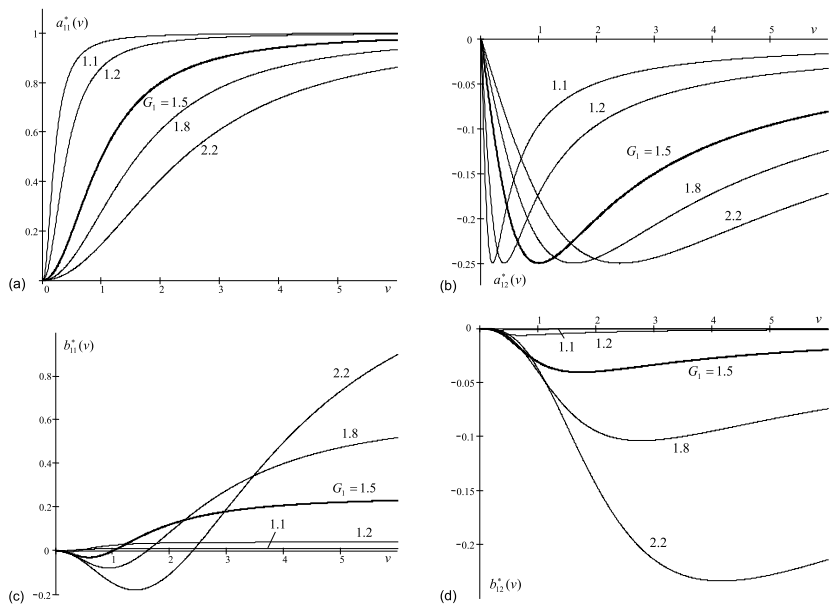 a*11(v)
1
0.8
0.6
0.4
0.2
0 1 2 3 4 5 v
1.1
1.2
G1 = 1.5
1.8
2.2
(a)
0 1 2 3 4 5 v
−0.05
−0.1
−0.15
−0.2
−0.25
1.1
1.2
G1 = 1.5
1.8
2.2
a*12(v)
(b)
b*11(v)
0.8
0.6
0.4
0.2
0 1 2 3 4 5 v
−0.2
2.2
1.8
G1 = 1.5
1.1
1.2
(c)
0 1 2 3 4 5 v
−0.05
−0.1
−0.15
−0.2
1.1
1.2
G1 = 1.5
1.8
2.2
b*12(v)
(d)